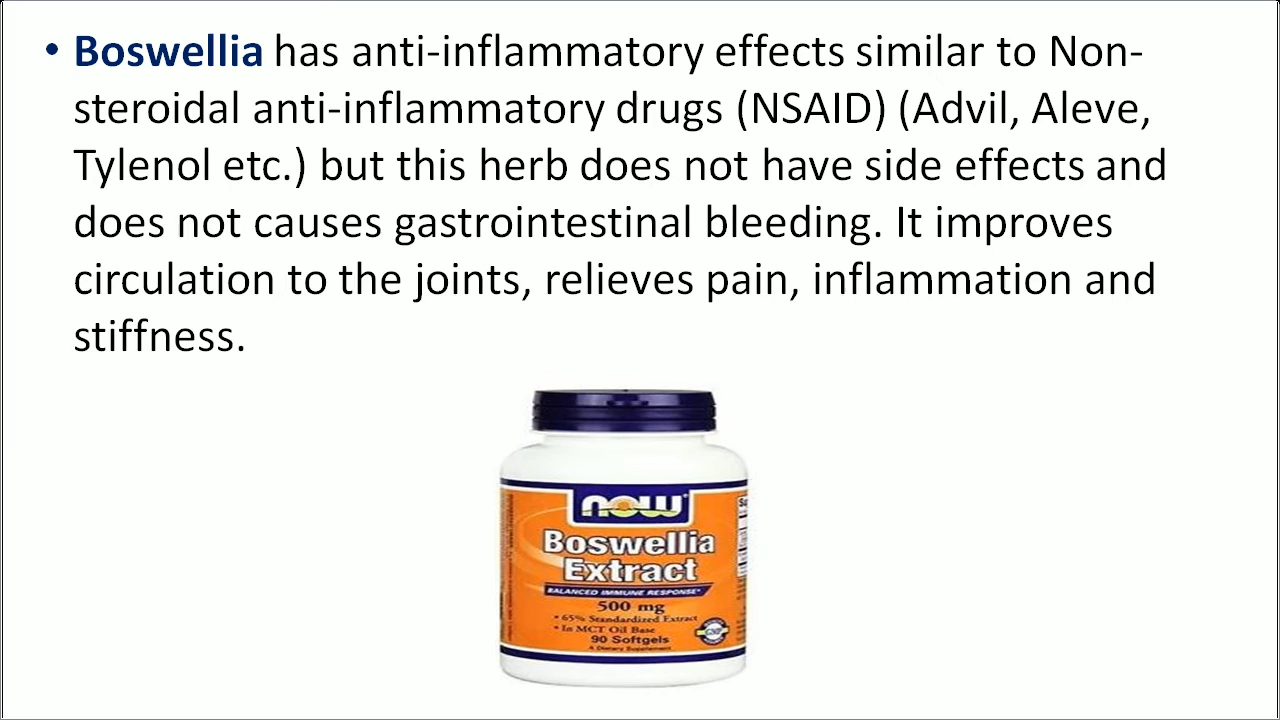 • Boswellia has anti-inflammatory effects similar to Non-
steroidal anti-inflammatory drugs (NSAID) (Advil, Aleve,
Tylenol etc.) but this herb does not have side effects and
does not causes gastrointestinal bleeding. It improves
circulation to the joints, relieves pain, inflammation and
stiffness.
now
Boswellia
Extract
BALANCED IMMUNE RESPONSE*
500 mg
• 65% Standardized Extract
• In MCT Oil Base
90 Softgels
A Dietary Supplement